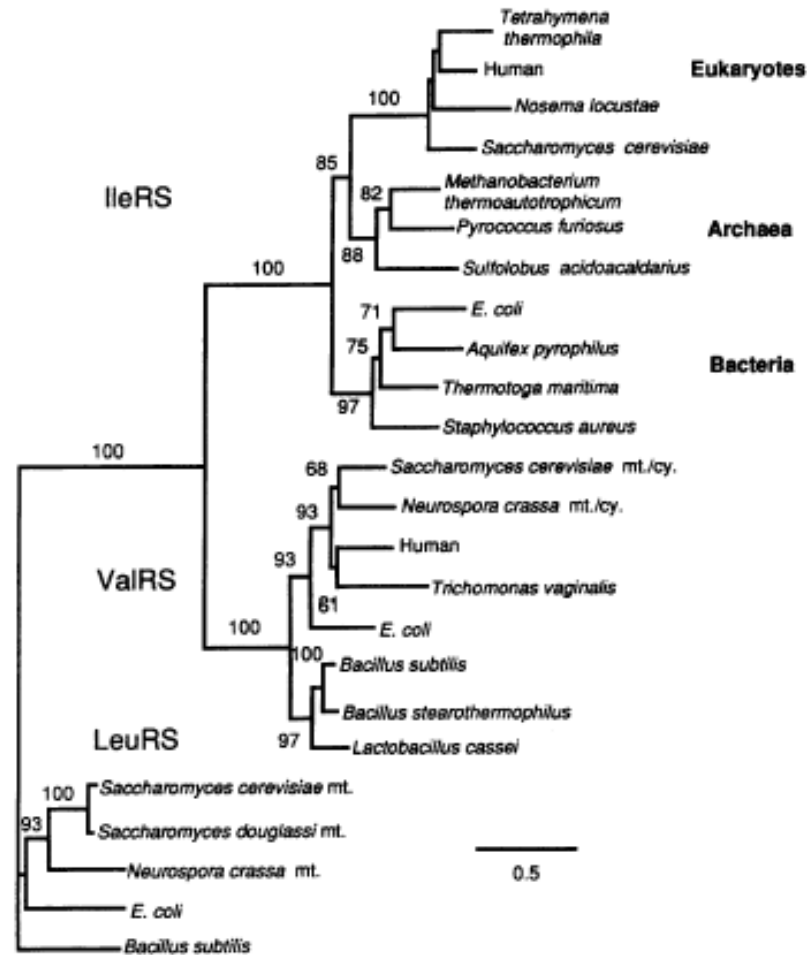 Tetrahymena
thermophila
Human
Eukaryotes
100
Nosema locustae
Saccharomyces cerevisiae
85
IleRS
82
Methanobacterium
thermoautotrophicum
Pyrococcus furiosus
Archaea
88
Sulfolobus acidoacaldarius
100
71
E. coli
75
Aquifex pyrophilus
Bacteria
Thermotoga maritima
97
Staphylococcus aureus
100
68
Saccharomyces cerevisiae mt./cy.
93
Neurospora crassa mt./cy.
Human
93
ValRS
Trichomonas vaginalis
61
100
E. coli
100
Bacillus subtilis
Bacillus stearothermophilus
LeuRS
97
Lactobacillus cassei
100
Saccharomyces cerevisiae mt.
93
Saccharomyces douglassi mt.
Neurospora crassa mt.
0.5
E. coli
Bacillus subtilis